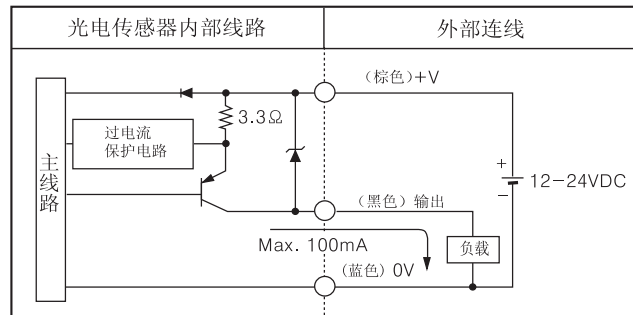 光电传感器内部线路
外部连线
(棕色)+V
3.3Ω
过电流
保护电路
主线路
+
12-24VDC
-
(黑色) 输出
Max. 100mA
负载
(蓝色) 0V